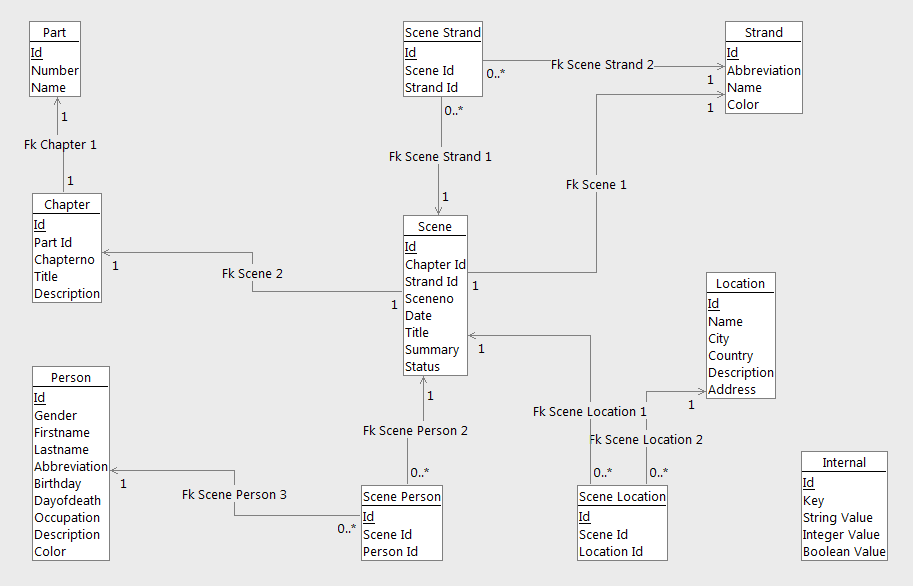 Part
Id
Number
Name
1
Fk Chapter 1
1
Chapter
Id
Part Id
Chapterno
Title
Description
1
Fk Scene 2
1
Scene Strand
Id
Scene Id
Strand Id
0..*
Fk Scene Strand 2
1
0..*
Fk Scene Strand 1
1
Strand
Id
Abbreviation
Name
Color
1
Fk Scene 1
1
Scene
Id
Chapter Id
Strand Id
Sceneno
Date
Title
Summary
Status
1
Fk Scene Person 2
0..*
1
Fk Scene Location 1
0..*
Location
Id
Name
City
Country
Description
Address
1
Fk Scene Location 2
0..*
Person
Id
Gender
Firstname
Lastname
Abbreviation
Birthday
Dayofdeath
Occupation
Description
Color
1
Fk Scene Person 3
0..*
Scene Person
Id
Scene Id
Person Id
Scene Location
Id
Scene Id
Location Id
Internal
Id
Key
String Value
Integer Value
Boolean Value